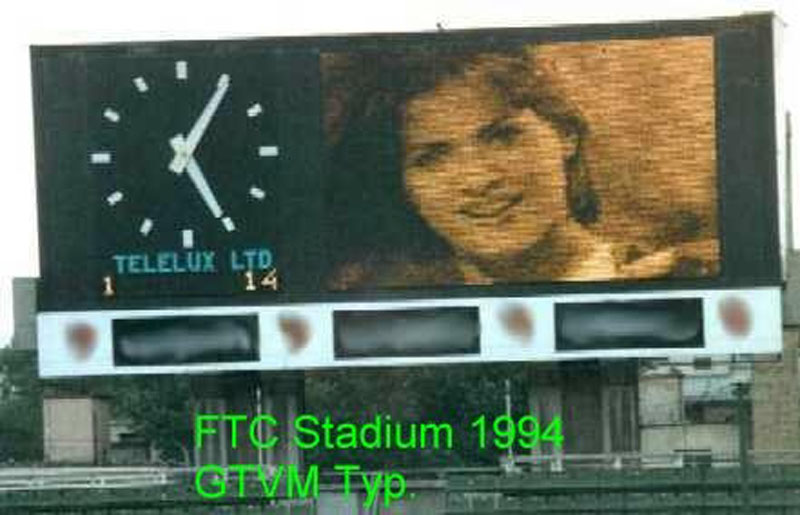 TELELUX LTD
1 14
FTC Stadium 1994
GTVM Typ.